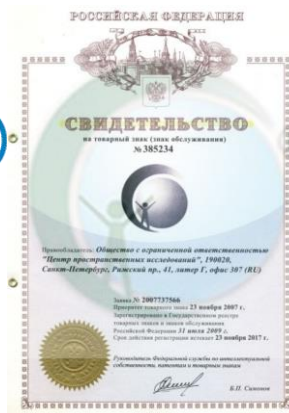 РОССИЙСКАЯ ФЕДЕРАЦИЯ
СВИДЕТЕЛЬСТВО
на товарный знак (знак обслуживания)
№ 385234
Правообладатель: Общество с ограниченной ответственностью
"Центр пространственных исследований", 190020,
Санкт-Петербург, Рижский пр., 41, литер Г, офис 307 (RU)
Заявка № 2007737566
Приоритет товарного знака 23 ноября 2007 г.
Зарегистрировано в Государственном реестре
товарных знаков и знаков обслуживания
Российской Федерации 31 июля 2009 г.
Срок действия регистрации истекает 23 ноября 2017 г.
Руководитель Федеральной службы по интеллектуальной
собственности, патентам и товарным знакам
Б.П. Симонов